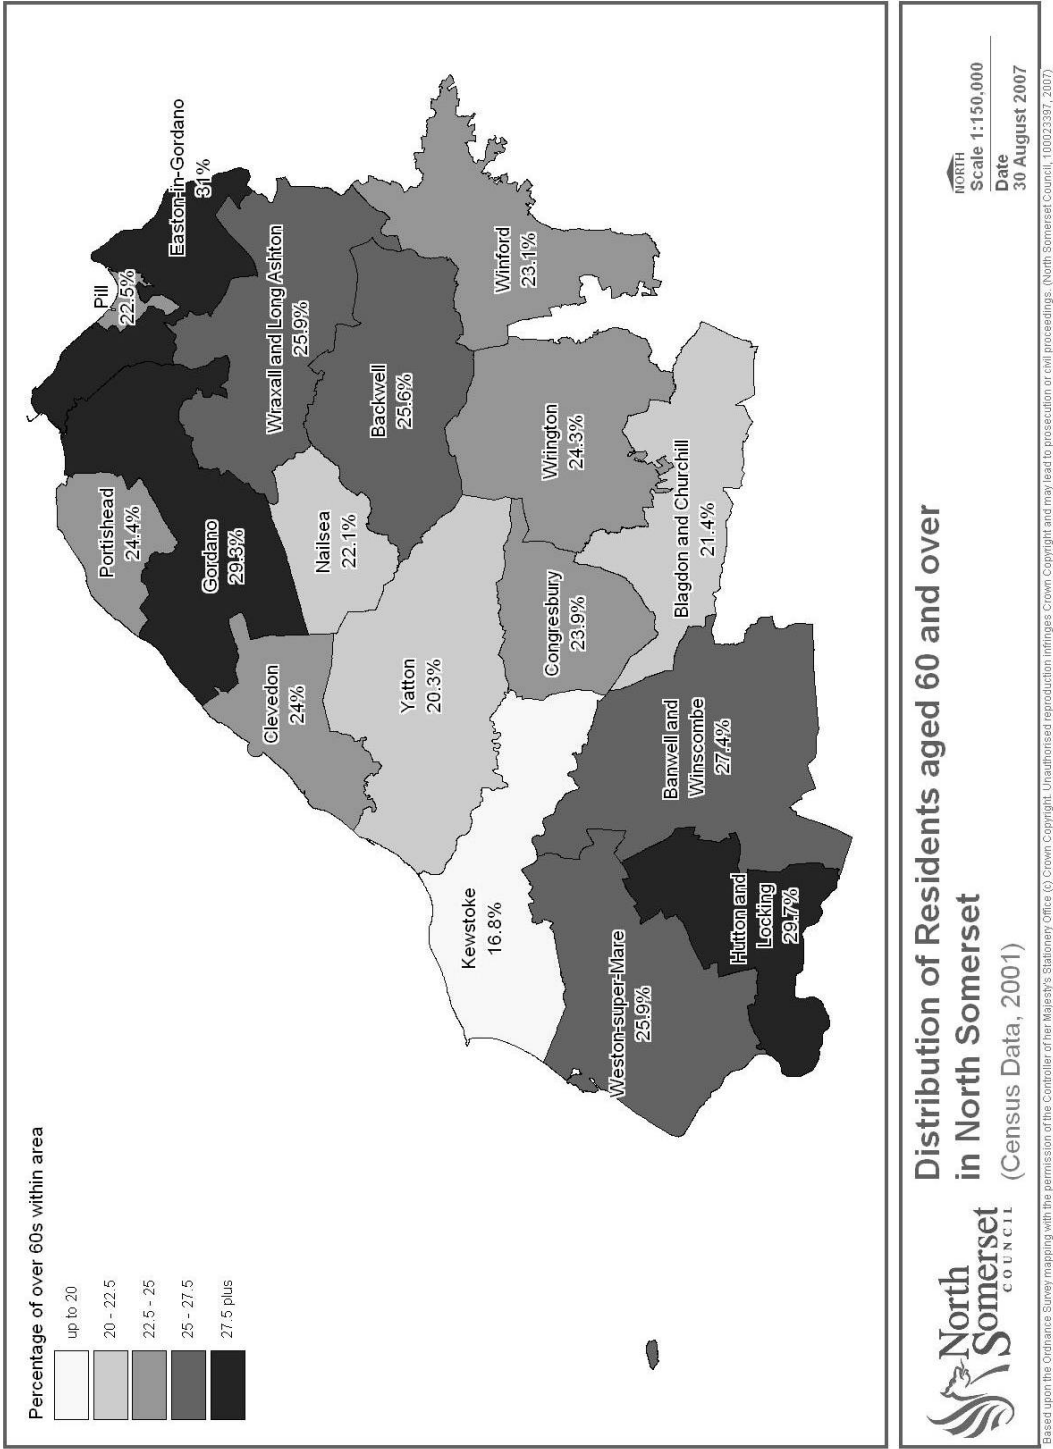 Percentage of over 60s within area
up to 20
20 - 22.5
22.5 - 25
25 - 27.5
27.5 plus
Portishead
24.4%
Pill
22.5%
Easton-in-Gordano
31%
Gordano
29.3%
Wraxall and Long Ashton
25.9%
Clevedon
24%
Nailsea
22.1%
Backwell
25.6%
Yatton
20.3%
Winford
23.1%
Kewstoke
16.8%
Congresbury
23.9%
Wrington
24.3%
Weston-super-Mare
25.9%
Banwell and
Winscombe
27.4%
Blagdon and Churchill
21.4%
Hutton and
Locking
29.7%
North
Somerset
COUNCIL
Distribution of Residents aged 60 and over
in North Somerset
(Census Data, 2001)
NORTH
Scale 1:150,000
Date
30 August 2007
Based upon the Ordnance Survey mapping with the permission of the Controller of her Majesty's Stationery Office (c) Crown Copyright. Unauthorised reproduction infringes Crown Copyright and may lead to prosecution or civil proceedings. (North Somerset Council, 100023397, 2007)